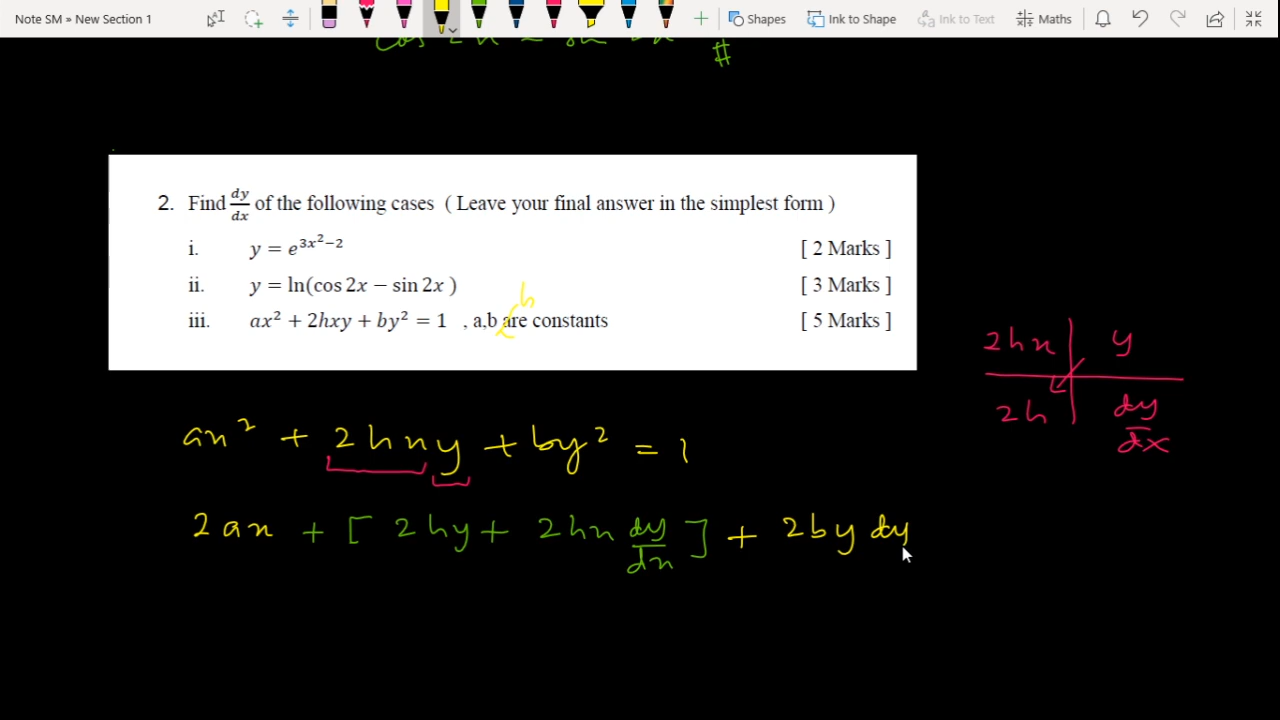 Note SM » New Section 1
Shapes
Ink to Shape
Ink to Text
Maths
#
2. Find dy/dx of the following cases ( Leave your final answer in the simplest form )
i. y = e^(3x²−2) [ 2 Marks ]
ii. y = ln(cos 2x − sin 2x ) [ 3 Marks ]
h
iii. ax² + 2hxy + by² = 1 , a,b are constants [ 5 Marks ]
2hx | y
2h | dy/dx
ax² + 2hxy + by² = 1
2ax + [ 2hy + 2hx dy/dx ] + 2by dy